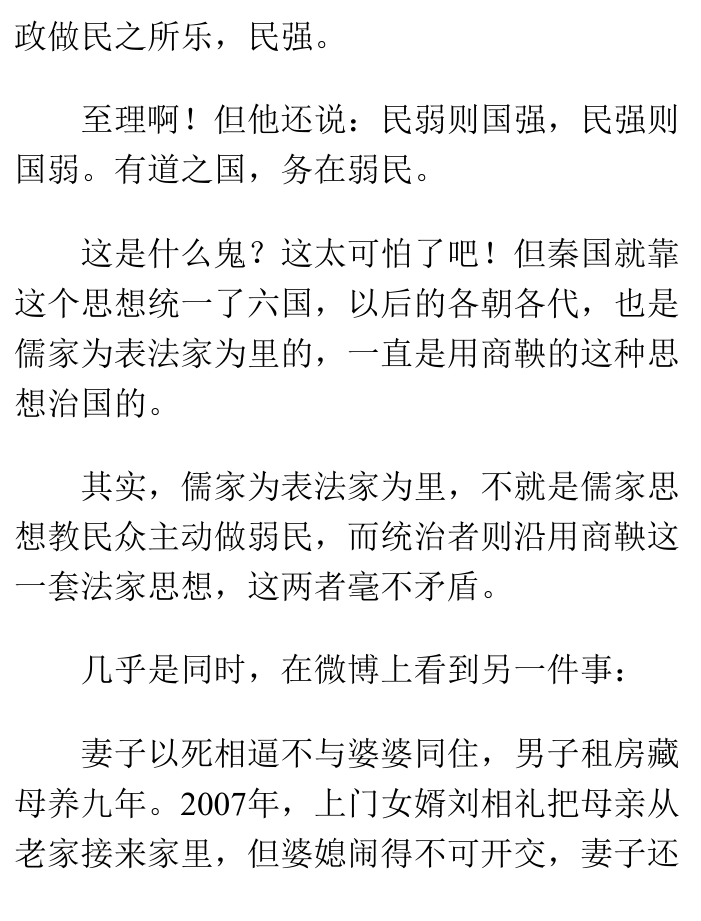 政做民之所乐，民强。
至理啊！但他还说：民弱则国强，民强则
国弱。有道之国，务在弱民。
这是什么鬼？这太可怕了吧！但秦国就靠
这个思想统一了六国，以后的各朝各代，也是
儒家为表法家为里的，一直是用商鞅的这种思
想治国的。
其实，儒家为表法家为里，不就是儒家思
想教民众主动做弱民，而统治者则沿用商鞅这
一套法家思想，这两者毫不矛盾。
几乎是同时，在微博上看到另一件事：
妻子以死相逼不与婆婆同住，男子租房藏
母养九年。2007年，上门女婿刘相礼把母亲从
老家接来家里，但婆媳闹得不可开交，妻子还